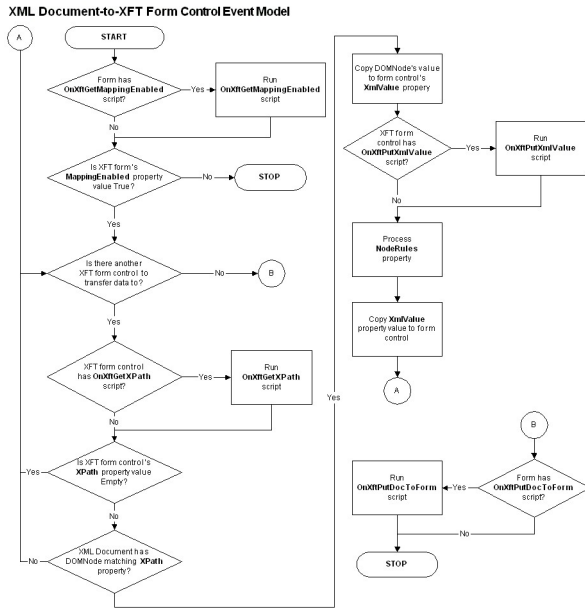 XML Document-to-XFT Form Control Event Model
A
START
Form has
OnXftGetMappingEnabled
script?
Yes
Run
OnXftGetMappingEnabled
script
No
Is XFT form's
MappingEnabled property
value True?
No
STOP
Yes
Is there another
XFT form control to
transfer data to?
No
B
Yes
XFT form control
has OnXftGetXPath
script?
Yes
Run
OnXftGetXPath
script
No
Is XFT form control's
XPath property value
Empty?
Yes
No
XML Document has
DOMNode matching XPath
property?
No
Yes
Copy DOMNode's value
to form control's
XmlValue propery
XFT form
control has
OnXftPutXmlValue
script?
Yes
Run
OnXftPutXmlValue
script
No
Process
NodeRules
property
Copy XmlValue
property value to form
control
A
B
Form has
OnXftPutDocToForm
script?
Yes
Run
OnXftPutDocToForm
script
No
STOP